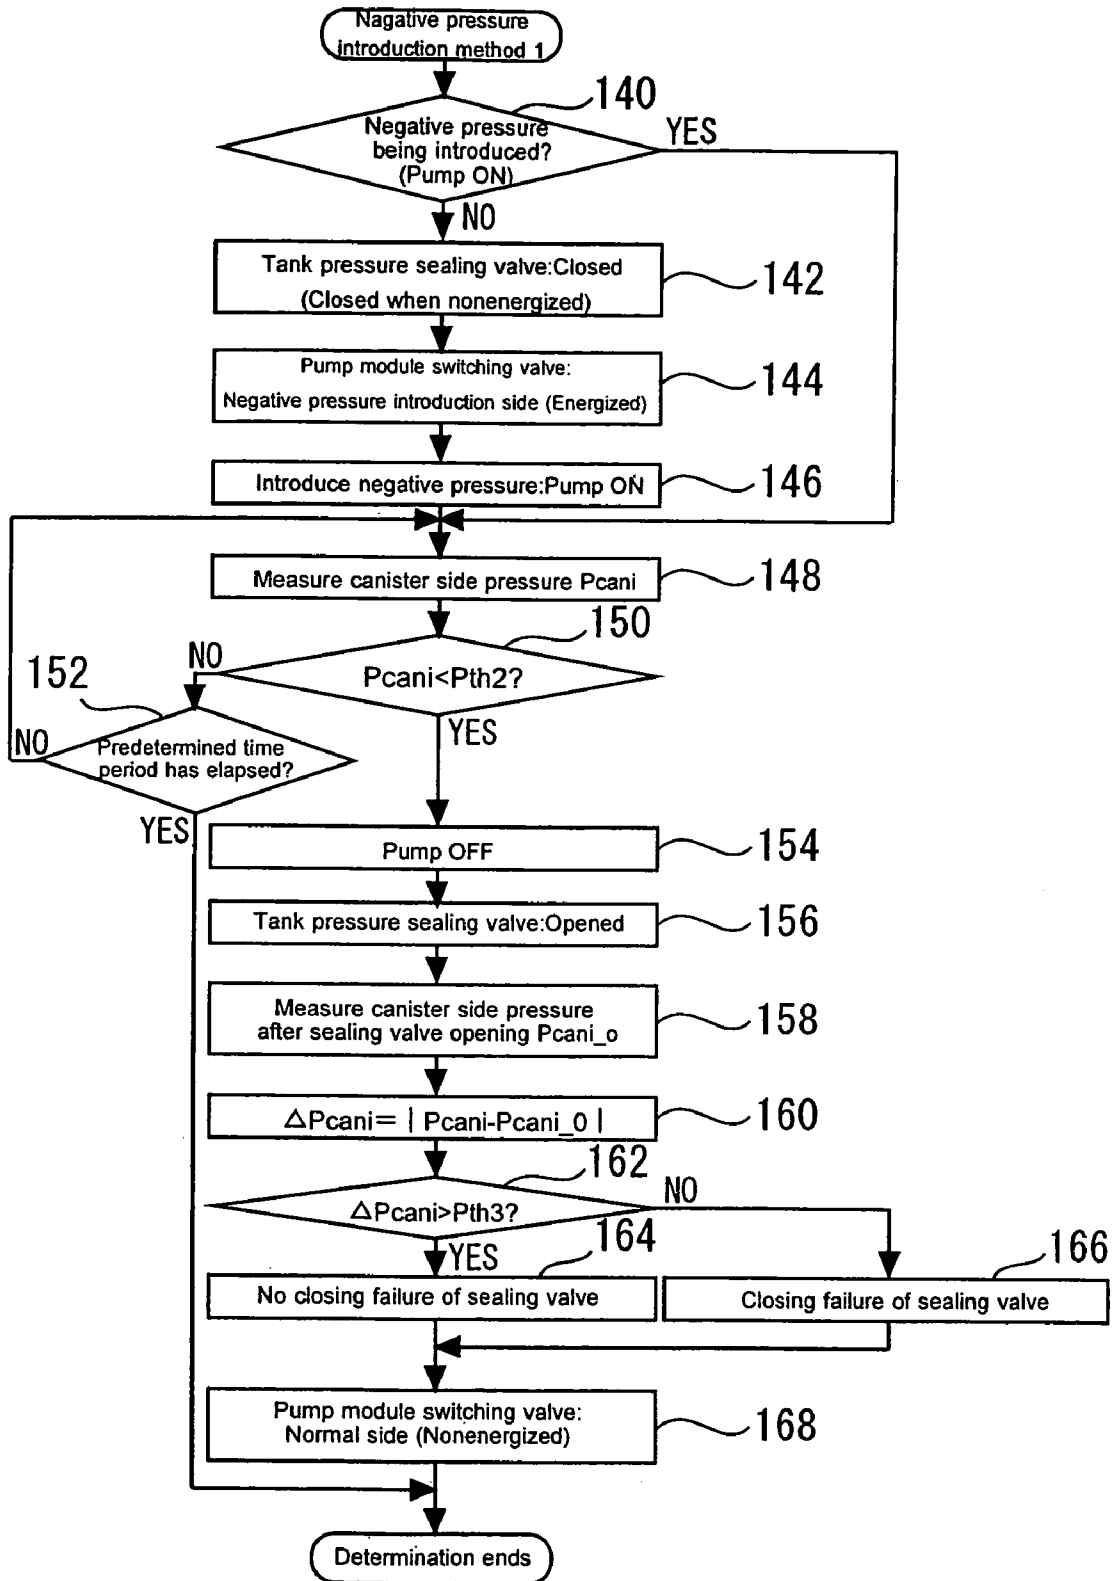 Nagative pressure
introduction method 1
140
Negative pressure
being introduced?
(Pump ON)
YES
NO
Tank pressure sealing valve:Closed
(Closed when nonenergized)
142
Pump module switching valve:
Negative pressure introduction side (Energized)
144
Introduce negative pressure:Pump ON
146
Measure canister side pressure Pcani
148
150
Pcani<Pth2?
NO
YES
152
Predetermined time
period has elapsed?
NO
YES
Pump OFF
154
Tank pressure sealing valve:Opened
156
Measure canister side pressure
after sealing valve opening Pcani_o
158
△Pcani=|Pcani-Pcani_0|
160
162
△Pcani>Pth3?
NO
YES
164
No closing failure of sealing valve
166
Closing failure of sealing valve
Pump module switching valve:
Normal side (Nonenergized)
168
Determination ends